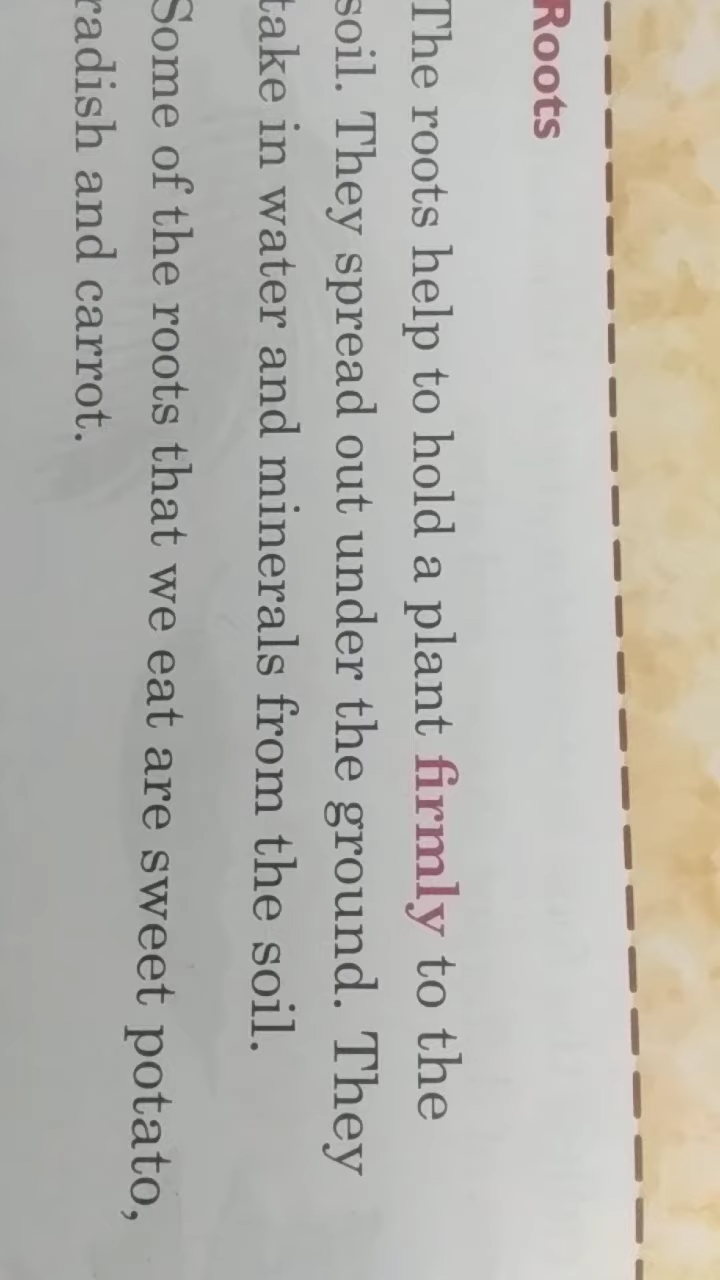 Roots
The roots help to hold a plant firmly to the
soil. They spread out under the ground. They
take in water and minerals from the soil.
Some of the roots that we eat are sweet potato,
radish and carrot.